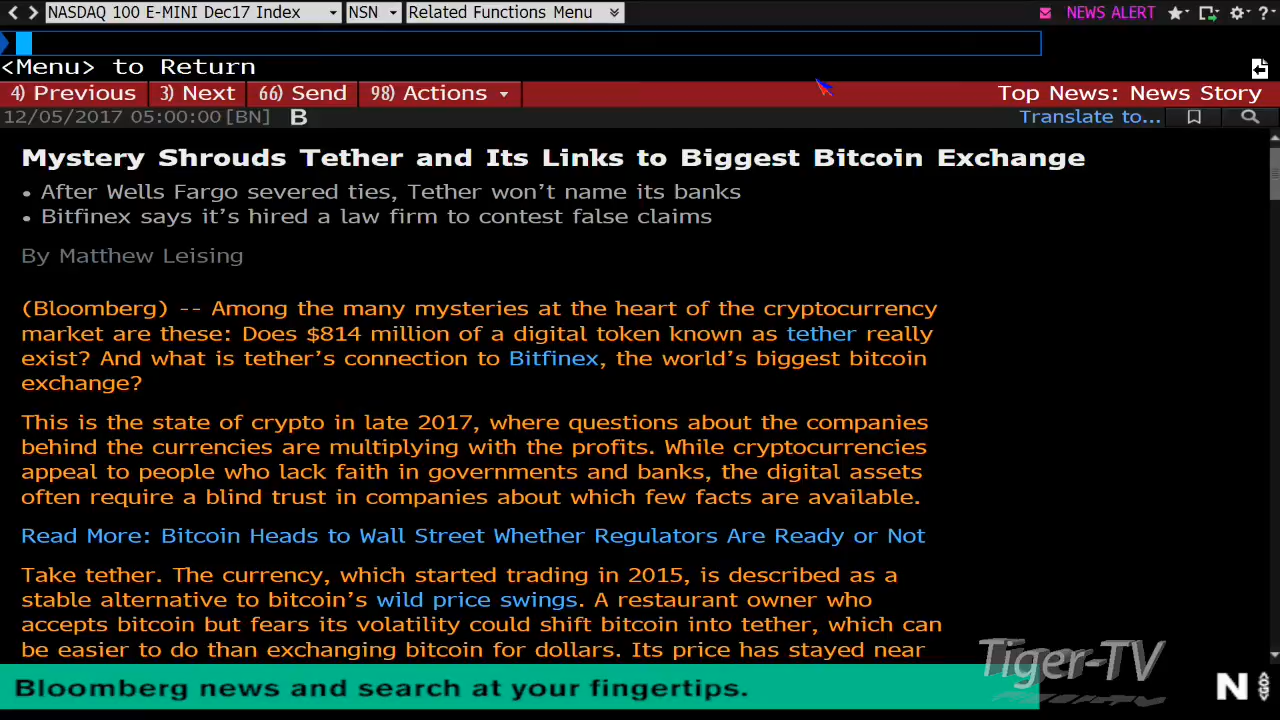 NASDAQ 100 E-MINI Dec17 Index NSN Related Functions Menu NEWS ALERT ?
<Menu> to Return
4) Previous 3) Next 66) Send 98) Actions Top News: News Story
12/05/2017 05:00:00 [BN] B Translate to...
Mystery Shrouds Tether and Its Links to Biggest Bitcoin Exchange
• After Wells Fargo severed ties, Tether won't name its banks
• Bitfinex says it's hired a law firm to contest false claims
By Matthew Leising
(Bloomberg) -- Among the many mysteries at the heart of the cryptocurrency
market are these: Does $814 million of a digital token known as tether really
exist? And what is tether's connection to Bitfinex, the world's biggest bitcoin
exchange?
This is the state of crypto in late 2017, where questions about the companies
behind the currencies are multiplying with the profits. While cryptocurrencies
appeal to people who lack faith in governments and banks, the digital assets
often require a blind trust in companies about which few facts are available.
Read More: Bitcoin Heads to Wall Street Whether Regulators Are Ready or Not
Take tether. The currency, which started trading in 2015, is described as a
stable alternative to bitcoin's wild price swings. A restaurant owner who
accepts bitcoin but fears its volatility could shift bitcoin into tether, which can
be easier to do than exchanging bitcoin for dollars. Its price has stayed near
Tiger-TV
Bloomberg news and search at your fingertips.
N